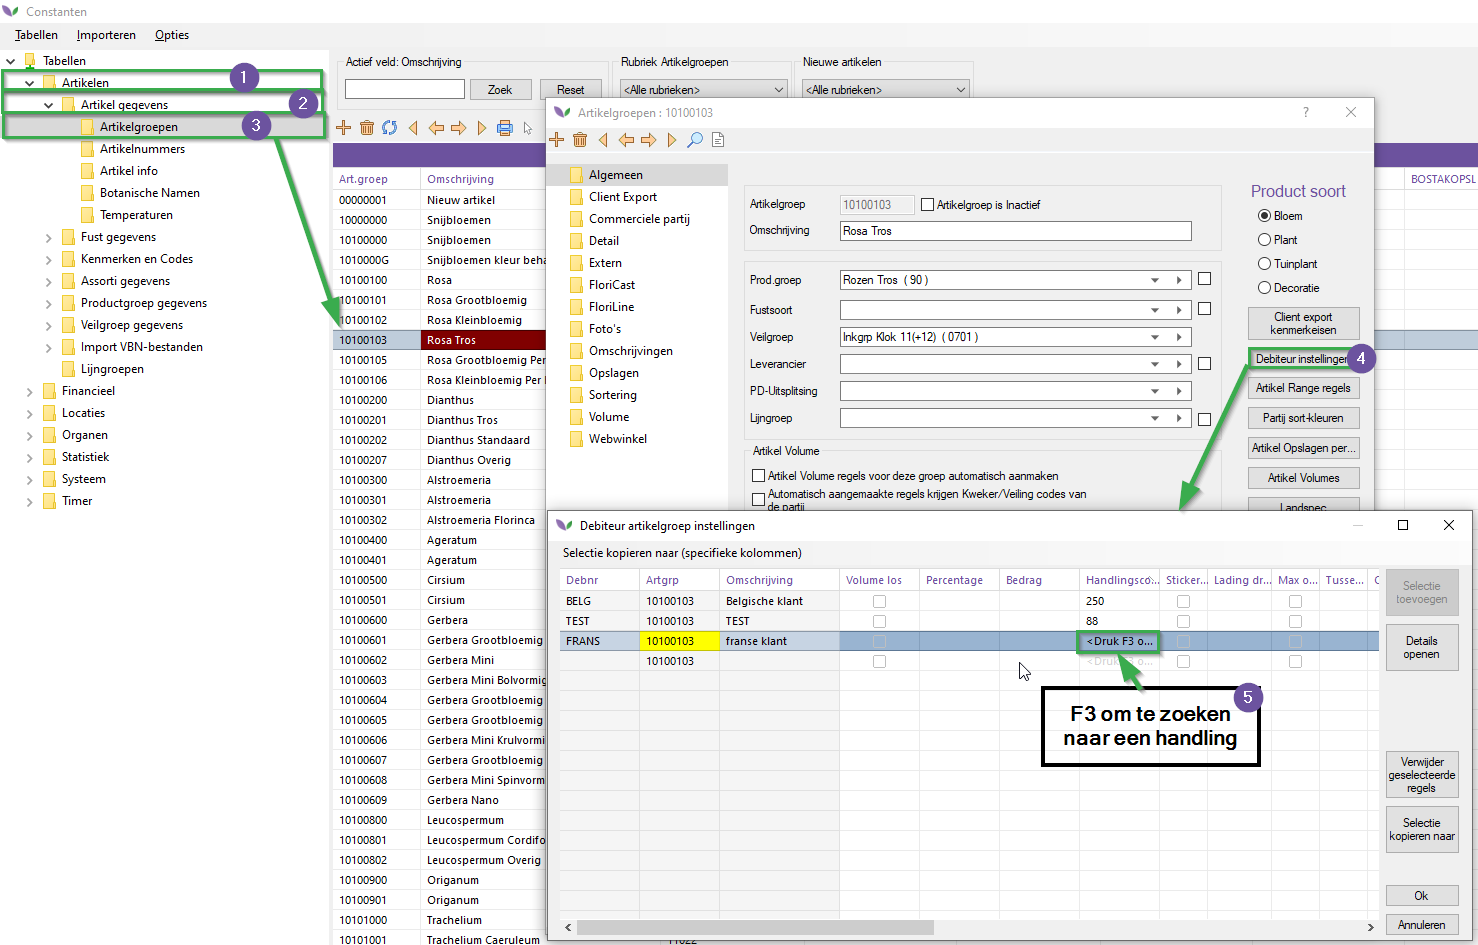 Constanten
Tabellen Importeren Opties
Tabellen
Artikelen
1
Artikel gegevens
2
Artikelgroepen
3
Artikelnummers
Artikel info
Botanische Namen
Temperaturen
Fust gegevens
Kenmerken en Codes
Assorti gegevens
Productgroep gegevens
Veilgroep gegevens
Import VBN-bestanden
Lijngroepen
Financieel
Locaties
Organen
Statistiek
Systeem
Timer
Actief veld: Omschrijving
Zoek Reset
Rubriek Artikelgroepen
<Alle rubrieken>
Nieuwe artikelen
<Alle rubrieken>
Art.groep Omschrijving
BOSTAKOPSL
00000001 Nieuw artikel
10000000 Snijbloemen
10100000 Snijbloemen
1010000G Snijbloemen kleur beha
10100100 Rosa
10100101 Rosa Grootbloemig
10100102 Rosa Kleinbloemig
10100103 Rosa Tros
10100105 Rosa Grootbloemig Per
10100106 Rosa Kleinbloemig Per
10100200 Dianthus
10100201 Dianthus Tros
10100202 Dianthus Standaard
10100207 Dianthus Overig
10100300 Alstroemeria
10100301 Alstroemeria
10100302 Alstroemeria Florinca
10100400 Ageratum
10100401 Ageratum
10100500 Cirsium
10100501 Cirsium
10100600 Gerbera
10100601 Gerbera Grootbloemig
10100602 Gerbera Mini
10100603 Gerbera Mini Bolvormig
10100604 Gerbera Grootbloemig
10100605 Gerbera Grootbloemig
10100606 Gerbera Mini Krulvormi
10100607 Gerbera Grootbloemig
10100608 Gerbera Mini Spinvorm
10100609 Gerbera Nano
10100800 Leucospermum
10100801 Leucospermum Cordifo
10100802 Leucospermum Overig
10100900 Origanum
10100901 Origanum
10101000 Trachelium
10101001 Trachelium Caeruleum
Artikelgroepen : 10100103
?
Algemeen
Client Export
Commerciele partij
Detail
Extern
FloriCast
FloriLine
Foto's
Omschrijvingen
Opslagen
Sortering
Volume
Webwinkel
Artikelgroep 10100103 Artikelgroep is Inactief
Omschrijving Rosa Tros
Prod.groep Rozen Tros ( 90 )
Fustsoort
Veilgroep Inkgrp Klok 11(+12) ( 0701 )
Leverancier
PD-Uitsplitsing
Lijngroep
Artikel Volume
Artikel Volume regels voor deze groep automatisch aanmaken
Automatisch aangemaakte regels krijgen Kweker/Veiling codes van
de partij
Product soort
Bloem
Plant
Tuinplant
Decoratie
Client export
kenmerkeisen
Debiteur instellingen
4
Artikel Range regels
Partij sort-kleuren
Artikel Opslagen per...
Artikel Volumes
Landspec.
Debiteur artikelgroep instellingen
Selectie kopieren naar (specifieke kolommen)
Debnr Artgrp Omschrijving Volume los Percentage Bedrag Handlingsco... Sticker... Lading dr... Max o... Tusse...
BELG 10100103 Belgische klant 250
TEST 10100103 TEST 88
FRANS 10100103 franse klant <Druk F3 o...
10100103 <Druk F3 o...
5
F3 om te zoeken
naar een handling
Selectie
toevoegen
Details
openen
Verwijder
geselecteerde
regels
Selectie
kopieren naar
Ok
Annuleren